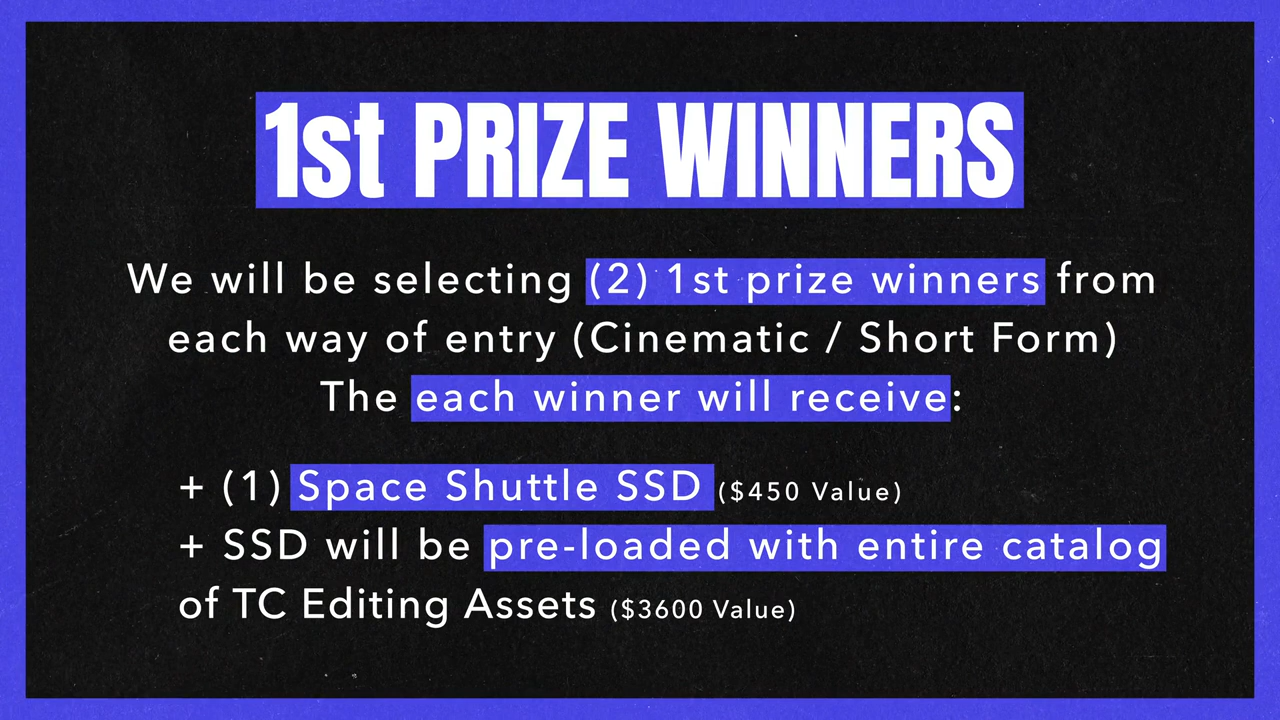 1st PRIZE WINNERS
We will be selecting (2) 1st prize winners from
each way of entry (Cinematic / Short Form)
The each winner will receive:
+ (1) Space Shuttle SSD ($450 Value)
+ SSD will be pre-loaded with entire catalog
of TC Editing Assets ($3600 Value)